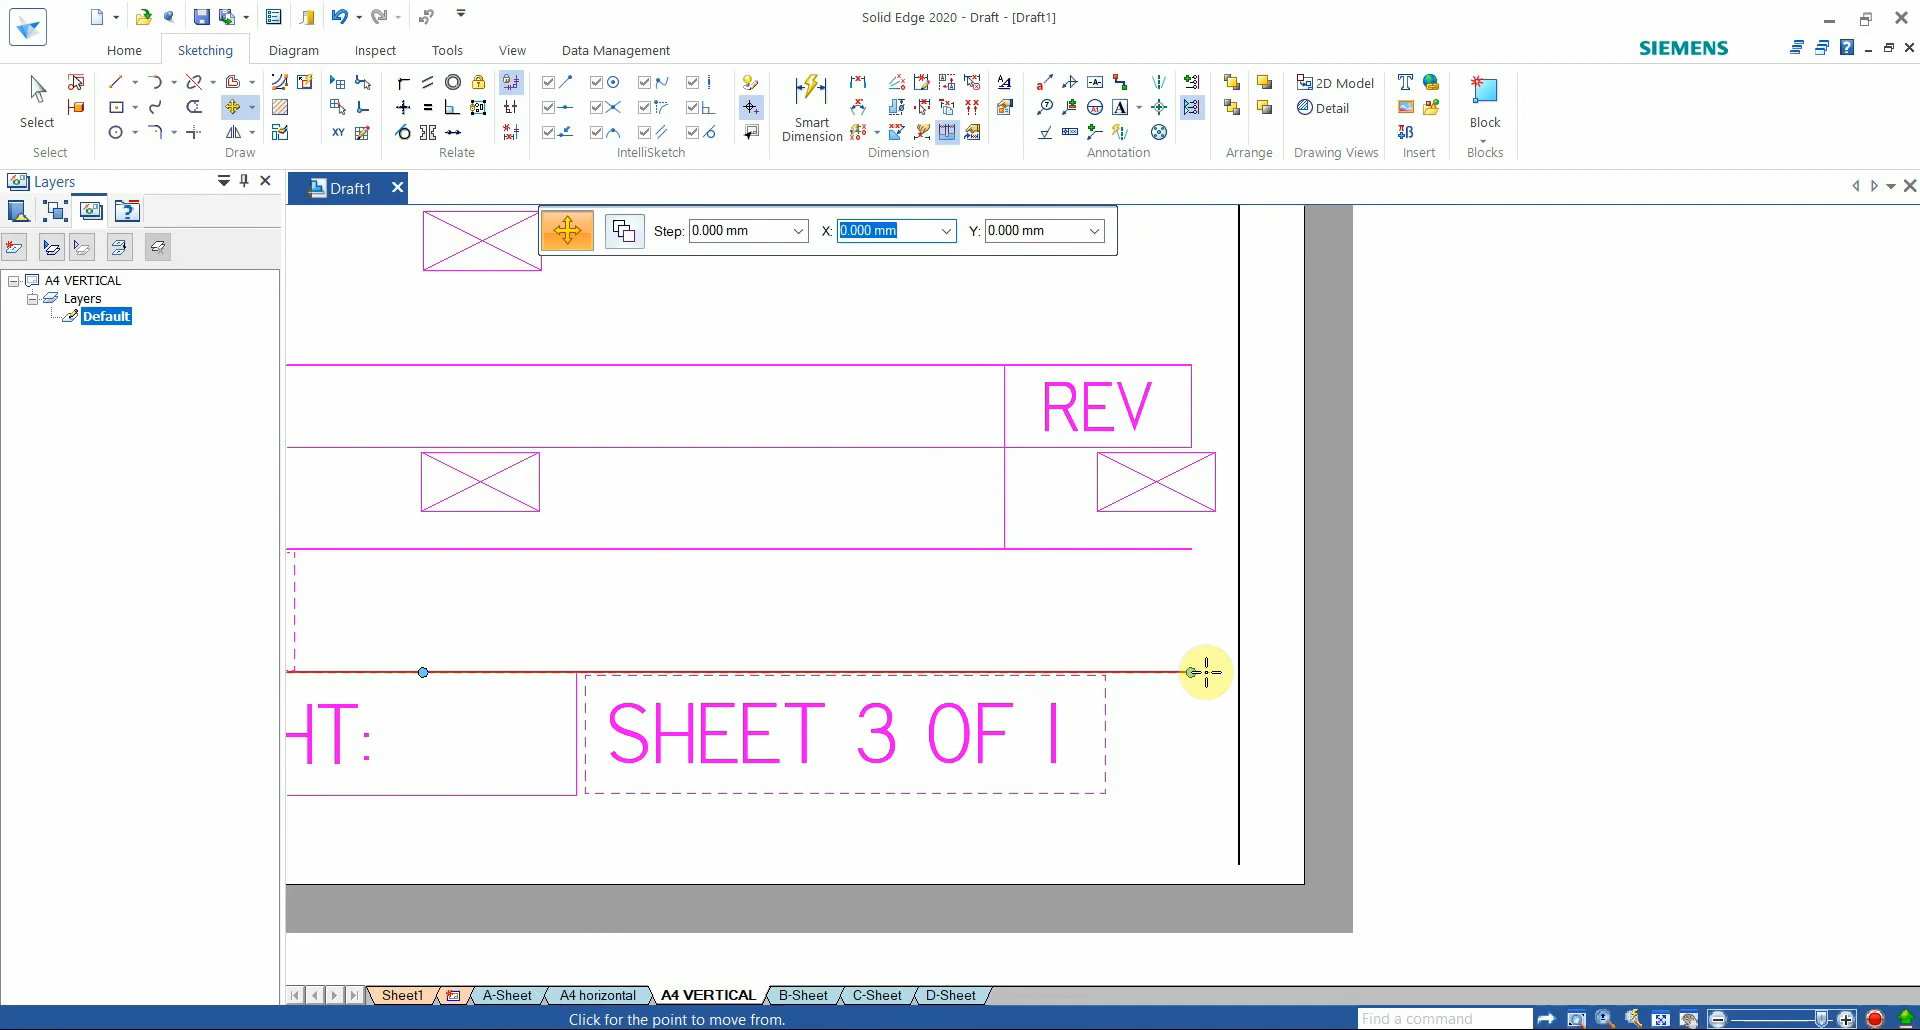 Solid Edge 2020 - Draft - [Draft1]
Home Sketching Diagram Inspect Tools View Data Management
SIEMENS
Select
Smart
Dimension
2D Model
Detail
Block
XY
Select Draw Relate IntelliSketch Dimension Annotation Arrange Drawing Views Insert Blocks
Layers
Draft1
A4 VERTICAL
Layers
Default
Step: 0.000 mm X: 0.000 mm Y: 0.000 mm
REV
HT:
SHEET 3 OF 1
Sheet1 A-Sheet A4 horizontal A4 VERTICAL B-Sheet C-Sheet D-Sheet
Click for the point to move from.
Find a command